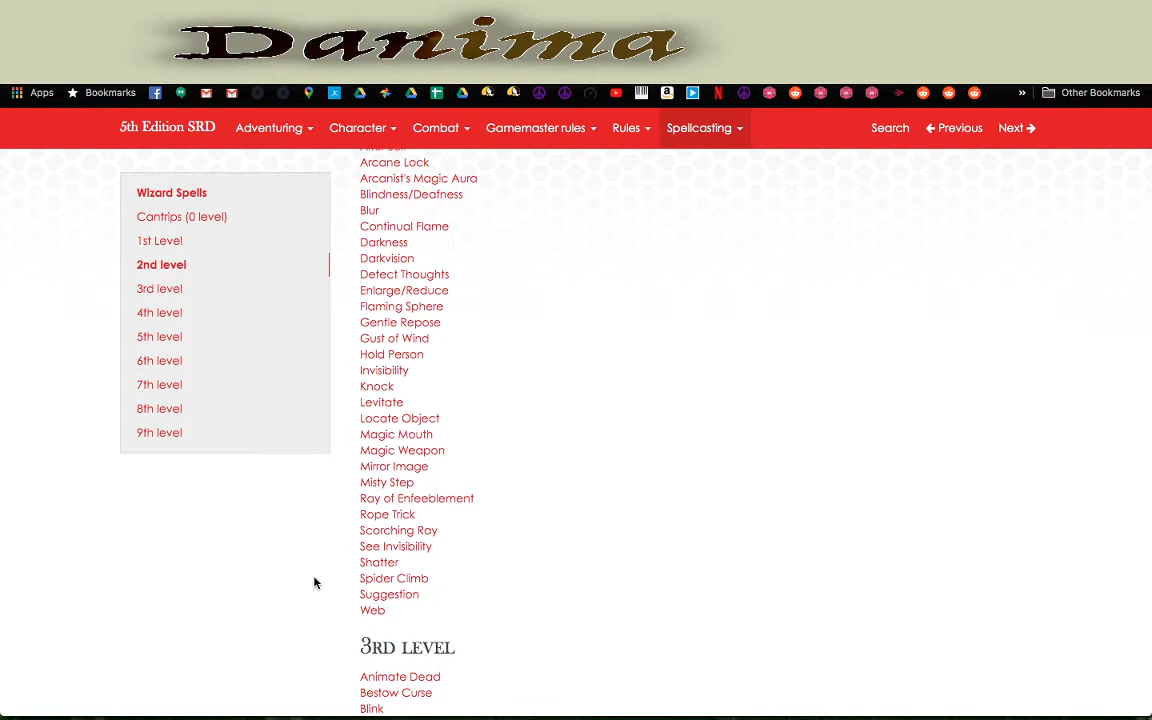 Danima
Apps Bookmarks » Other Bookmarks
5th Edition SRD Adventuring Character Combat Gamemaster rules Rules Spellcasting Search Previous Next
Wizard Spells
Cantrips (0 level)
1st Level
2nd level
3rd level
4th level
5th level
6th level
7th level
8th level
9th level
Arcane Lock
Arcanist's Magic Aura
Blindness/Deafness
Blur
Continual Flame
Darkness
Darkvision
Detect Thoughts
Enlarge/Reduce
Flaming Sphere
Gentle Repose
Gust of Wind
Hold Person
Invisibility
Knock
Levitate
Locate Object
Magic Mouth
Magic Weapon
Mirror Image
Misty Step
Ray of Enfeeblement
Rope Trick
Scorching Ray
See Invisibility
Shatter
Spider Climb
Suggestion
Web
3RD LEVEL
Animate Dead
Bestow Curse
Blink